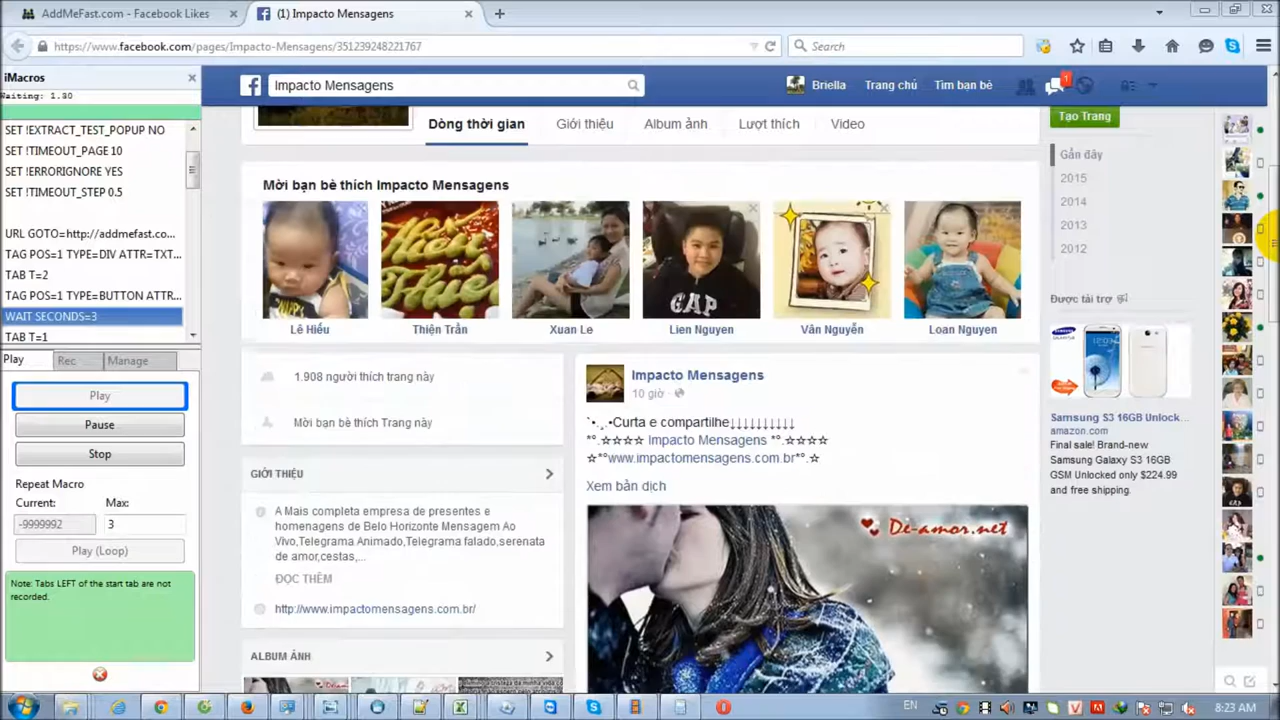 AddMeFast.com - Facebook Likes
(1) Impacto Mensagens
https://www.facebook.com/pages/Impacto-Mensagens/351239248221767
Search
iMacros
Waiting: 1.80
SET !EXTRACT_TEST_POPUP NO
SET !TIMEOUT_PAGE 10
SET !ERRORIGNORE YES
SET !TIMEOUT_STEP 0.5
URL GOTO=http://addmefast.co...
TAG POS=1 TYPE=DIV ATTR=TXT...
TAB T=2
TAG POS=1 TYPE=BUTTON ATTR...
WAIT SECONDS=3
TAB T=1
Play
Rec
Manage
Play
Pause
Stop
Repeat Macro
Current:
Max:
-9999992
3
Play (Loop)
Note: Tabs LEFT of the start tab are not
recorded.
Impacto Mensagens
Briella
Trang chủ
Tìm bạn bè
1
Dòng thời gian
Giới thiệu
Album ảnh
Lượt thích
Video
Mời bạn bè thích Impacto Mensagens
GAP
Lê Hiếu
Thiện Trần
Xuan Le
Lien Nguyen
Vân Nguyễn
Loan Nguyen
1.908 người thích trang này
Mời bạn bè thích Trang này
GIỚI THIỆU
A Mais completa empresa de presentes e
homenagens de Belo Horizonte Mensagem Ao
Vivo,Telegrama Animado,Telegrama falado,serenata
de amor,cestas,...
ĐỌC THÊM
http://www.impactomensagens.com.br/
ALBUM ẢNH
Impacto Mensagens
10 giờ ·
`•.¸.•Curta e compartilhe↓↓↓↓↓↓↓↓↓↓
*°.☆☆☆☆ Impacto Mensagens *°.☆☆☆☆
☆*°www.impactomensagens.com.br*°.☆
Xem bản dịch
De-amor.net
Tạo Trang
Gần đây
2015
2014
2013
2012
Được tài trợ
Samsung S3 16GB Unlock...
amazon.com
Final sale! Brand-new
Samsung Galaxy S3 16GB
GSM Unlocked only $224.99
and free shipping.
EN
8:23 AM